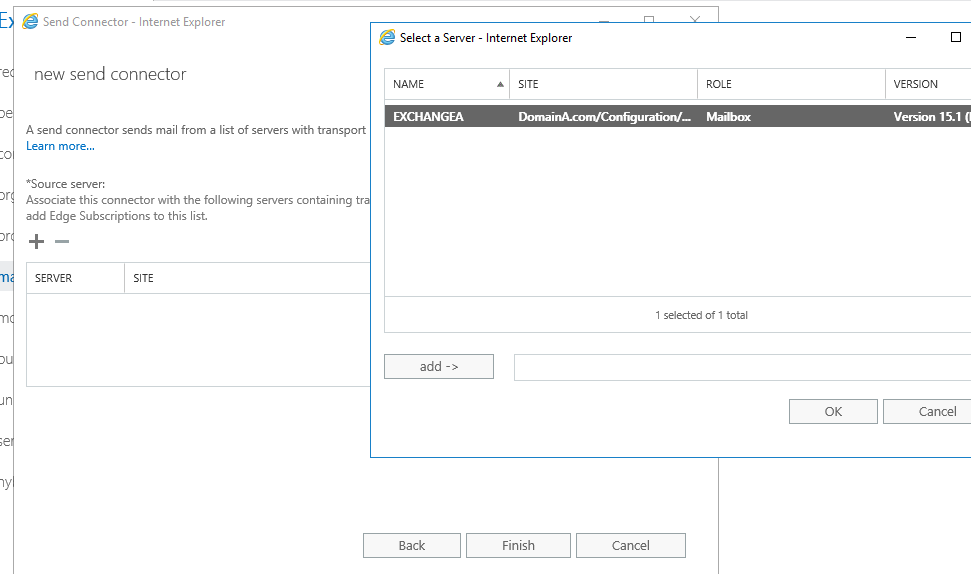 Send Connector - Internet Explorer
Select a Server - Internet Explorer
new send connector
NAME SITE ROLE VERSION
EXCHANGEA DomainA.com/Configuration/... Mailbox Version 15.1
A send connector sends mail from a list of servers with transport
Learn more...
*Source server:
Associate this connector with the following servers containing
add Edge Subscriptions to this list.
SERVER SITE
1 selected of 1 total
add ->
OK Cancel
Back Finish Cancel